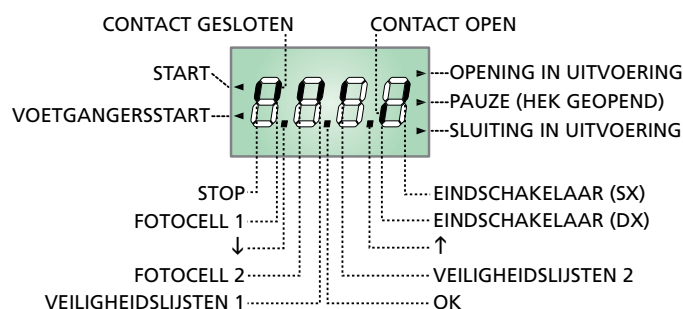 CONTACT GESLOTEN
CONTACT OPEN
START
OPENING IN UITVOERING
VOETGANGERSSTART
PAUZE (HEK GEOPEND)
SLUITING IN UITVOERING
STOP
EINDSCHAKELAAR (SX)
FOTOCELL 1
EINDSCHAKELAAR (DX)
↓
↑
FOTOCELL 2
VEILIGHEIDSLIJSTEN 2
VEILIGHEIDSLIJSTEN 1
OK